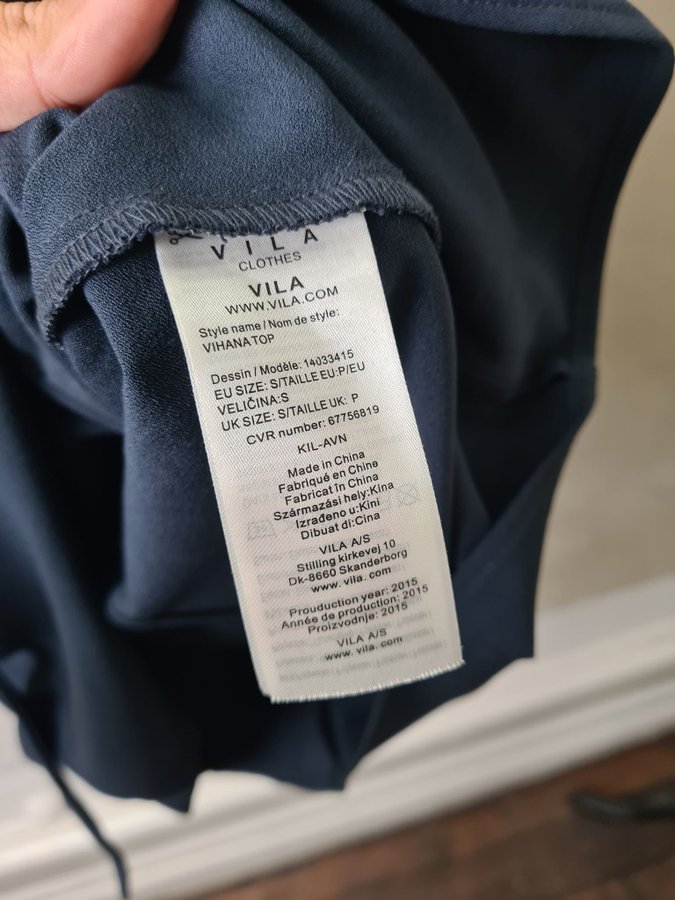 VILA
CLOTHES
VILA
WWW.VILA.COM
Style name / Nom de style:
VIHANA TOP
Dessin / Modèle: 14033415
EU SIZE: S/TAILLE EU:P/EU
VELIČINA:S
UK SIZE: S/TAILLE UK: P
CVR number: 67756819
KIL-AVN
Made in China
Fabriqué en Chine
Fabricat în China
Származási hely:Kína
Izrađeno u:Kini
Dibuat di:Cina
VILA A/S
Stilling kirkevej 10
Dk-8660 Skanderborg
www. vila. com
Prouduction year: 2015
Année de production: 2015
Proizvodnje: 2015
VILA A/S
www. vila. com